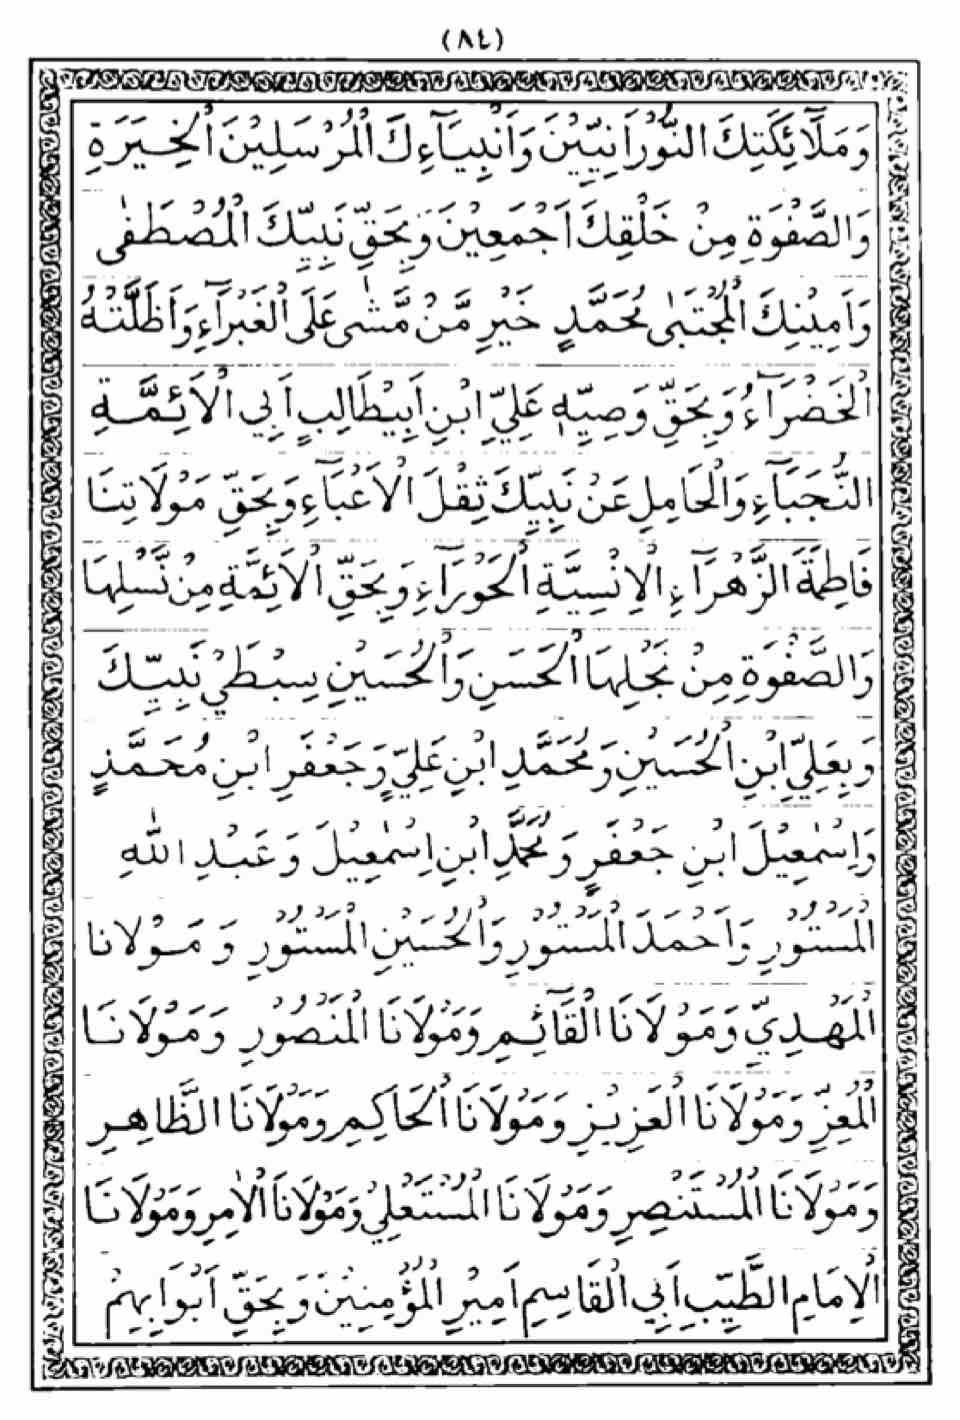 (٨٤)
وَمَلَآئِكَتِكَ النُّوْرَانِيِّيْنَ وَاَنْبِيَآءِكَ الْمُرْسَلِيْنَ الْخِيَرَةِ
وَالصَّفْوَةِ مِنْ خَلْقِكَ اَجْمَعِيْنَ وَبِحَقِّ نَبِيِّكَ الْمُصْطَفٰى
وَاَمِيْنِكَ الْمُجْتَبٰى مُحَمَّدٍ خَيْرِ مَّنْ مَّشٰى عَلَى الْغَبْرَآءِ وَاَظَلَّتْهُ
الْخَضْرَآءُ وَبِحَقِّ وَصِيِّهٖ عَلِيِّ ابْنِ اَبِيْطَالِبٍ اَبِي الْاَئِمَّةِ
النُّجَبَآءِ وَالْحَامِلِ عَنْ نَبِيِّكَ ثِقْلَ الْاَعْبَآءِ وَبِحَقِّ مَوْلَاتِنَا
فَاطِمَةَ الزَّهْرَآءِ الْاِنْسِيَّةِ الْحَوْرَآءِ وَبِحَقِّ الْاَئِمَّةِ مِنْ نَّسْلِهَا
وَالصَّفْوَةِ مِنْ نَجْلِهَا الْحَسَنِ وَالْحُسَيْنِ سِبْطَيْ نَبِيِّكَ
وَبِعَلِيِّ ابْنِ الْحُسَيْنِ وَمُحَمَّدِ ابْنِ عَلِيٍّ وَجَعْفَرِ ابْنِ مُحَمَّدٍ
وَاِسْمٰعِيْلَ ابْنِ جَعْفَرٍ وَمُحَمَّدِ ابْنِ اِسْمٰعِيْلَ وَعَبْدِ اللّٰهِ
الْمَسْتُوْرِ وَاَحْمَدَ الْمَسْتُوْرِ وَالْحُسَيْنِ الْمَسْتُوْرِ وَمَوْلَانا
الْمَهْدِيِّ وَمَوْلَانَا الْقَآئِمِ وَمَوْلَانَا الْمَنْصُوْرِ وَمَوْلَانَا
الْمُعِزِّ وَمَوْلَانَا الْعَزِيْزِ وَمَوْلَانَا الْحَاكِمِ وَمَوْلَانَا الظَّاهِرِ
وَمَوْلَانَا الْمُسْتَنْصِرِ وَمَوْلَانَا الْمُسْتَعْلِيْ وَمَوْلَانَا الْاٰمِرِ وَمَوْلَانَا
الْاِمَامِ الطَّيِّبِ اَبِي الْقَاسِمِ اَمِيْرِ الْمُؤْمِنِيْنَ وَبِحَقِّ اَبْوَابِهِمْ